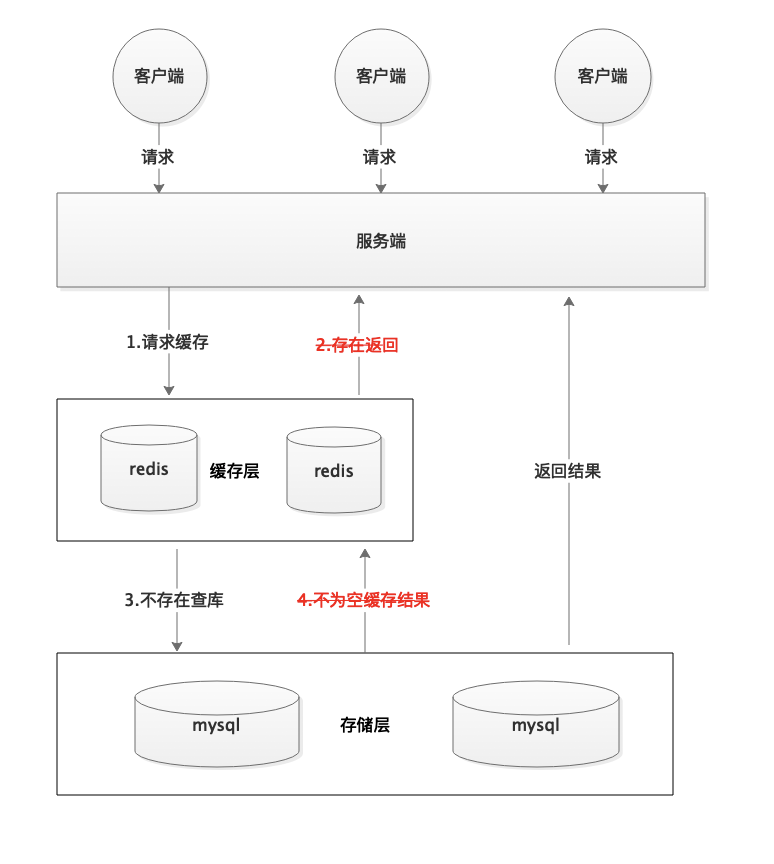 客户端
客户端
客户端
请求
请求
请求
服务端
1.请求缓存
2.存在返回
redis
缓存层
redis
返回结果
3.不存在查库
4.不为空缓存结果
mysql
存储层
mysql